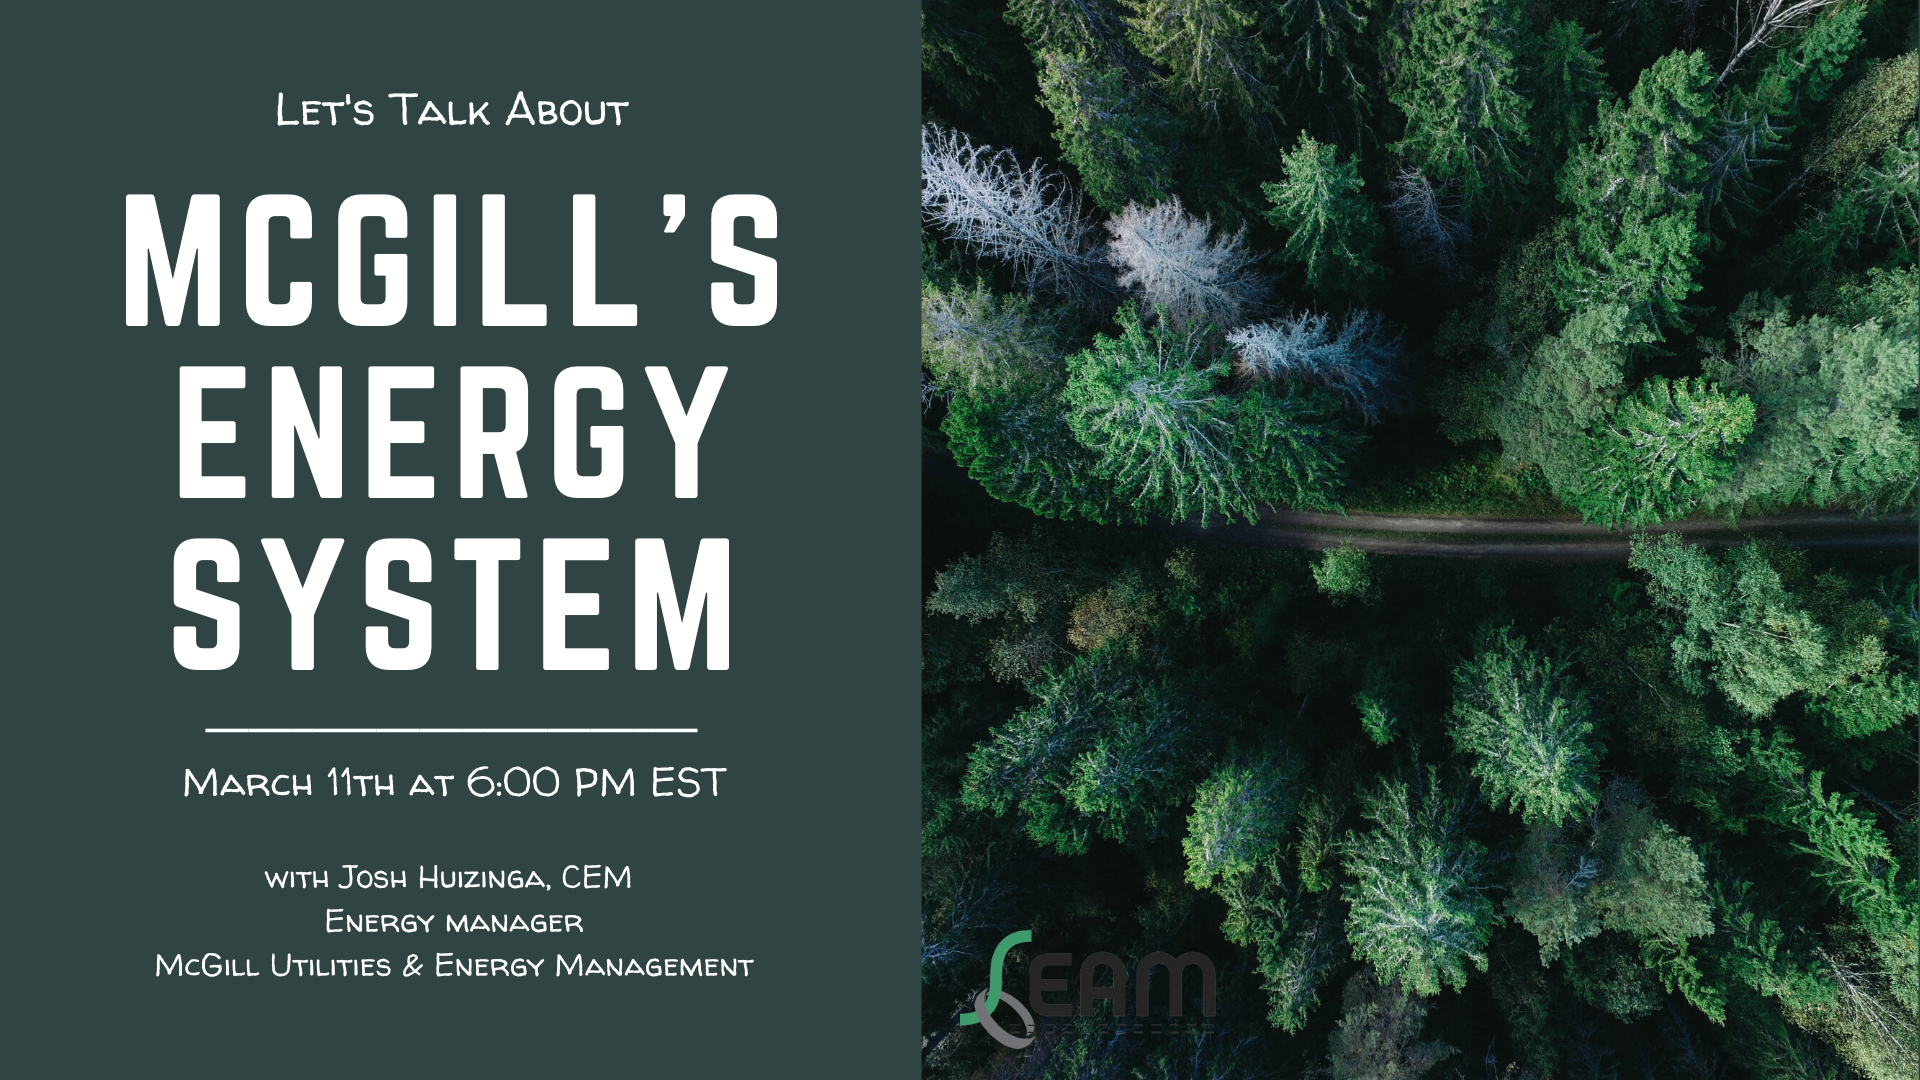 Let's Talk About
MCGILL'S
ENERGY
SYSTEM
March 11th at 6:00 PM EST
with Josh Huizinga, CEM
Energy manager
McGill Utilities & Energy Management
SEAM